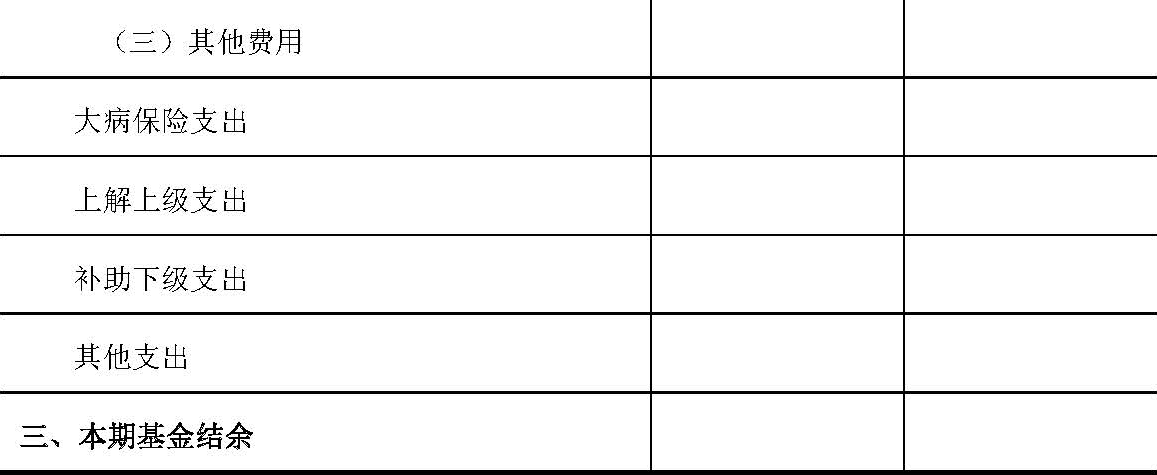 （三）其他费用
大病保险支出
上解上级支出
补助下级支出
其他支出
三、本期基金结余